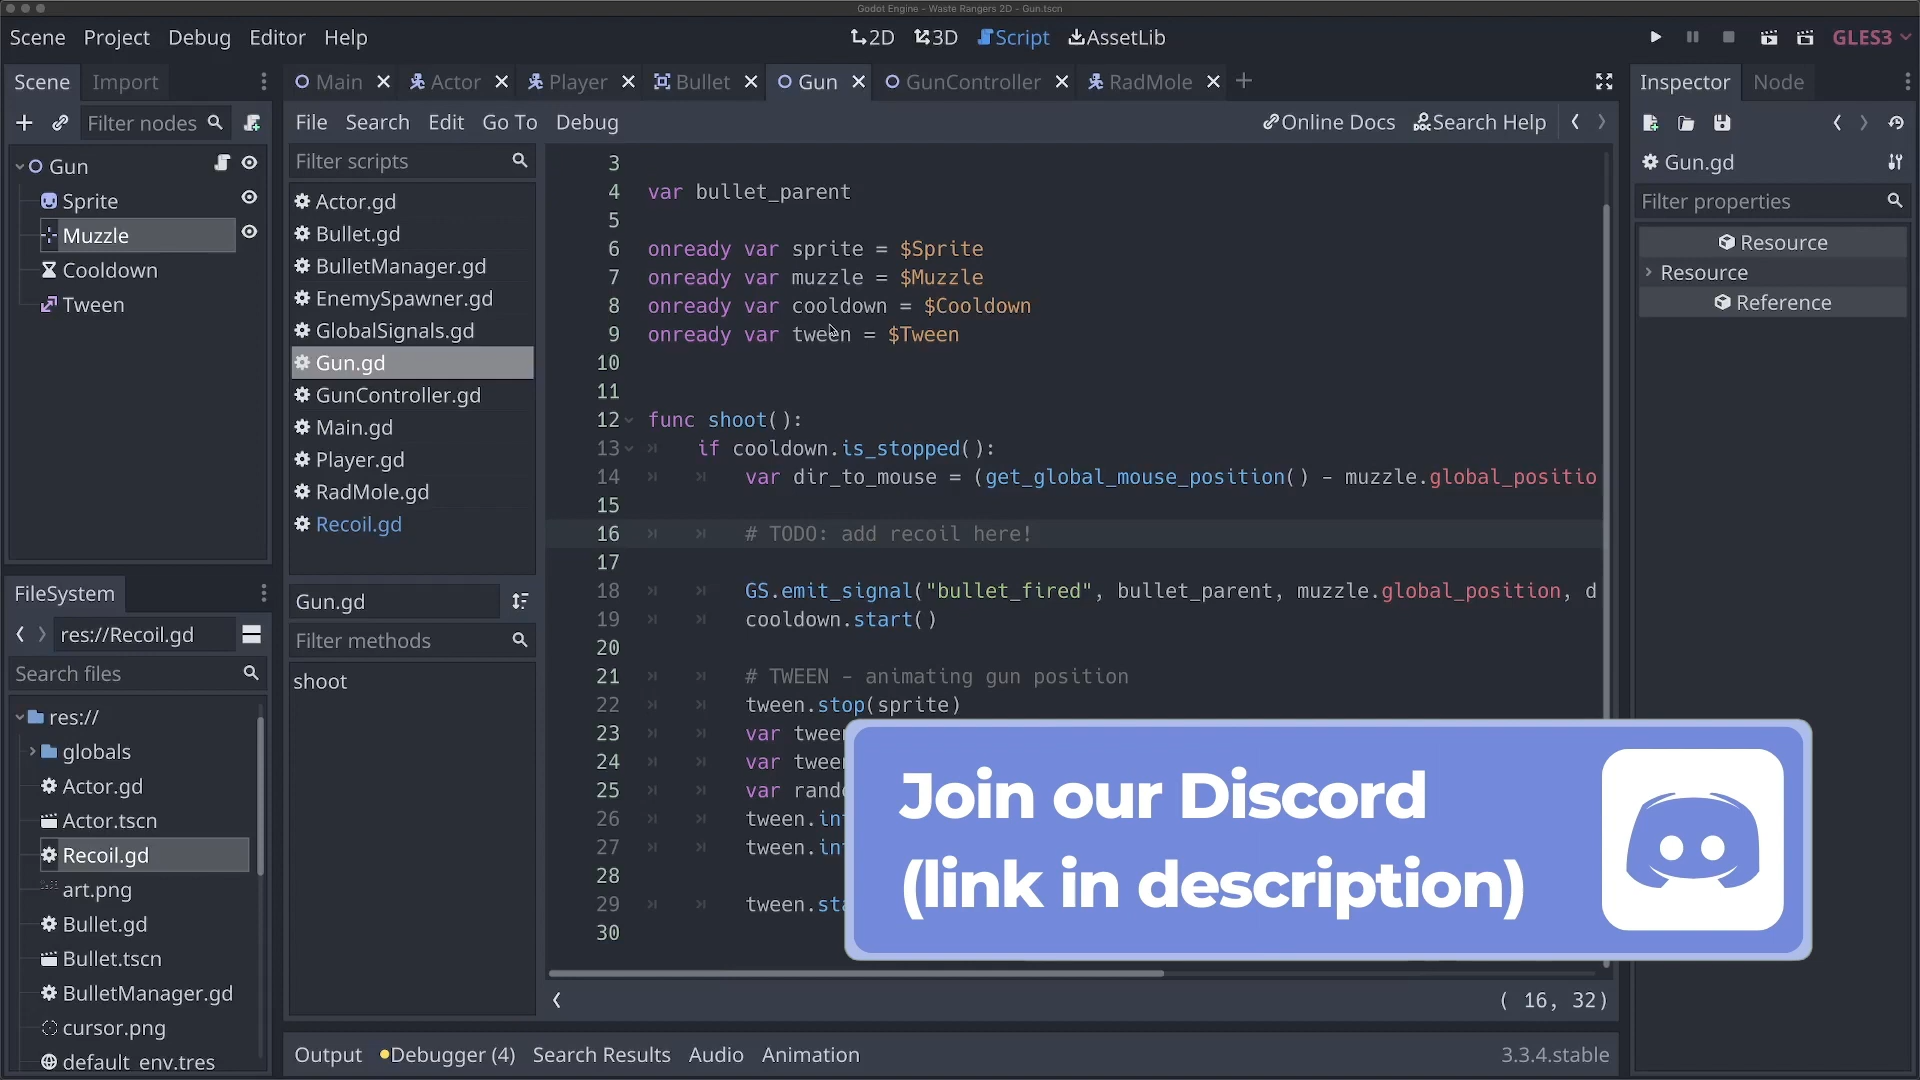 Godot Engine - Waste Rangers 2D - Gun.tscn
Scene Project Debug Editor Help
2D 3D Script AssetLib
GLES3
Scene Import
Main Actor Player Bullet Gun GunController RadMole
Inspector Node
Filter nodes
File Search Edit Go To Debug
Online Docs Search Help
Gun
Sprite
Muzzle
Cooldown
Tween
Filter scripts
Actor.gd
Bullet.gd
BulletManager.gd
EnemySpawner.gd
GlobalSignals.gd
Gun.gd
GunController.gd
Main.gd
Player.gd
RadMole.gd
Recoil.gd
Gun.gd
Filter methods
shoot
3
4 var bullet_parent
5
6 onready var sprite = $Sprite
7 onready var muzzle = $Muzzle
8 onready var cooldown = $Cooldown
9 onready var tween = $Tween
10
11
12 func shoot():
13 if cooldown.is_stopped():
14 var dir_to_mouse = (get_global_mouse_position() - muzzle.global_positio
15
16 # TODO: add recoil here!
17
18 GS.emit_signal("bullet_fired", bullet_parent, muzzle.global_position, d
19 cooldown.start()
20
21 # TWEEN - animating gun position
22 tween.stop(sprite)
23 var twee
24 var twee
25 var rand
26 tween.in
27 tween.in
28
29 tween.sta
30
( 16, 32)
Gun.gd
Filter properties
Resource
Resource
Reference
FileSystem
res://Recoil.gd
Search files
res://
globals
Actor.gd
Actor.tscn
Recoil.gd
art.png
Bullet.gd
Bullet.tscn
BulletManager.gd
cursor.png
default_env.tres
Join our Discord
(link in description)
Output Debugger (4) Search Results Audio Animation
3.3.4.stable